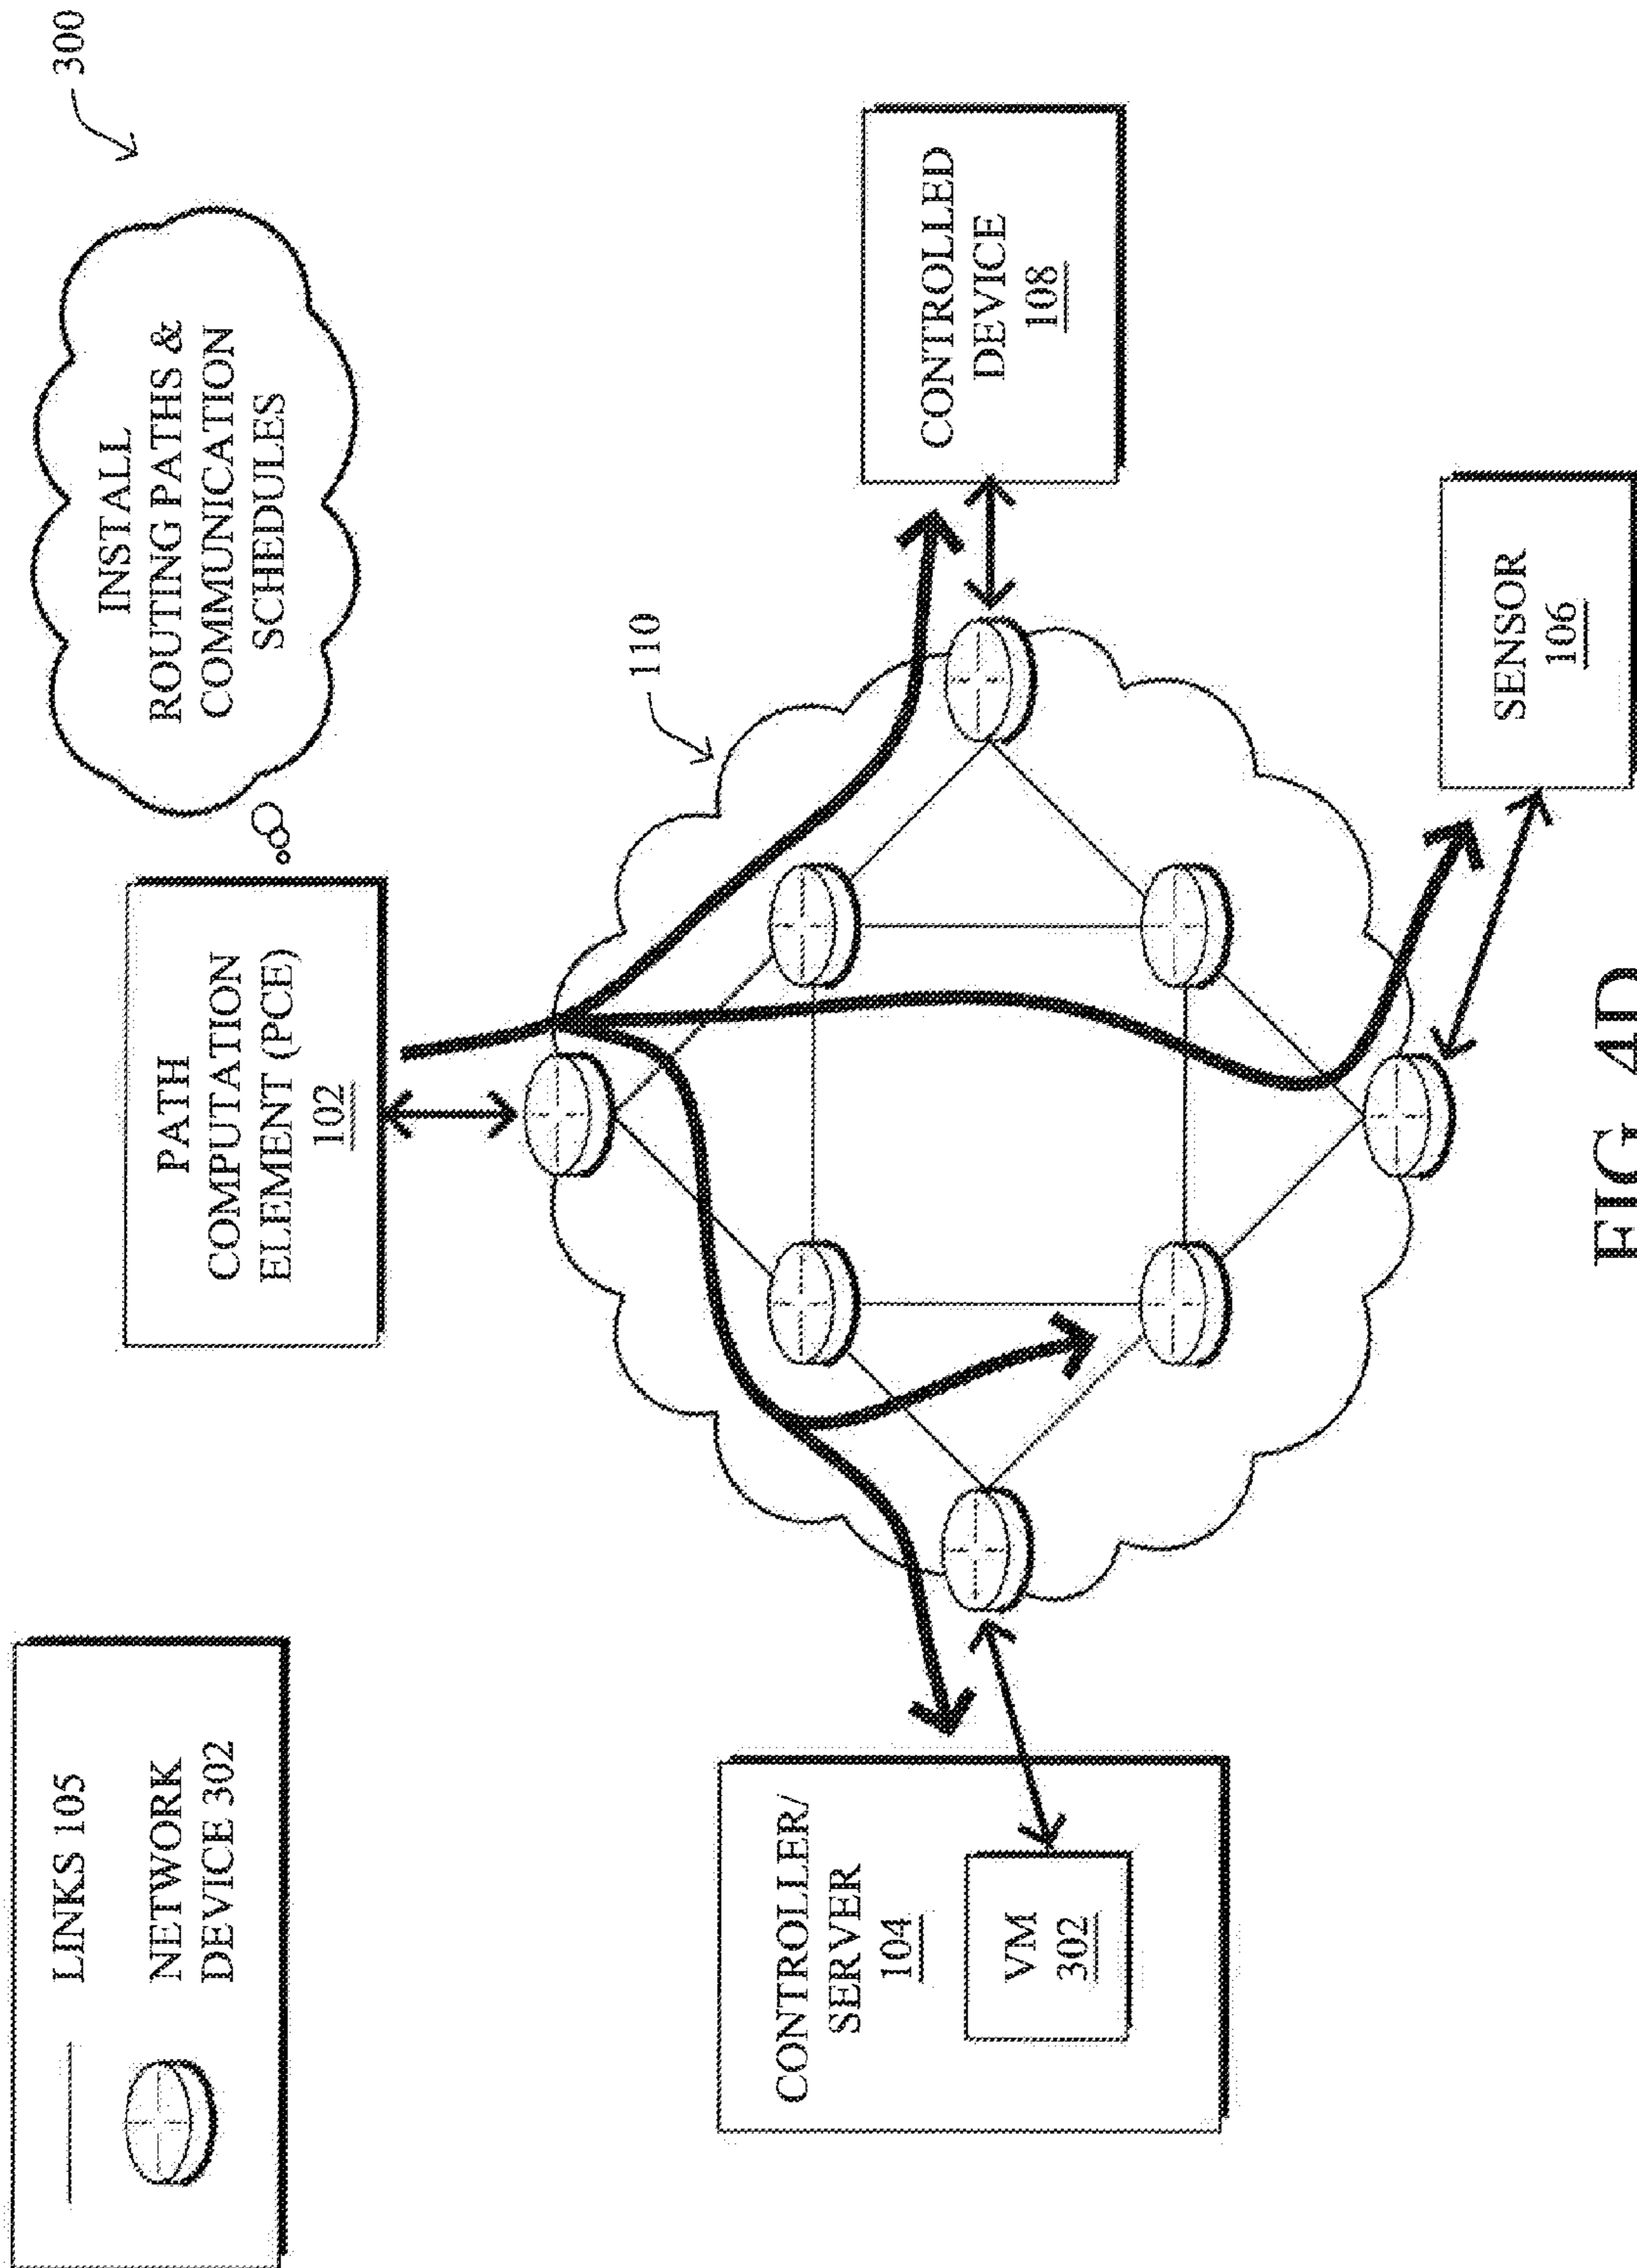 300
LINKS 105
NETWORK
DEVICE 302
INSTALL
ROUTING PATHS &
COMMUNICATION
SCHEDULES
PATH
COMPUTATION
ELEMENT (PCE)
102
110
CONTROLLER/
SERVER
104
VM
302
CONTROLLED
DEVICE
108
SENSOR
106
FIG. 4D